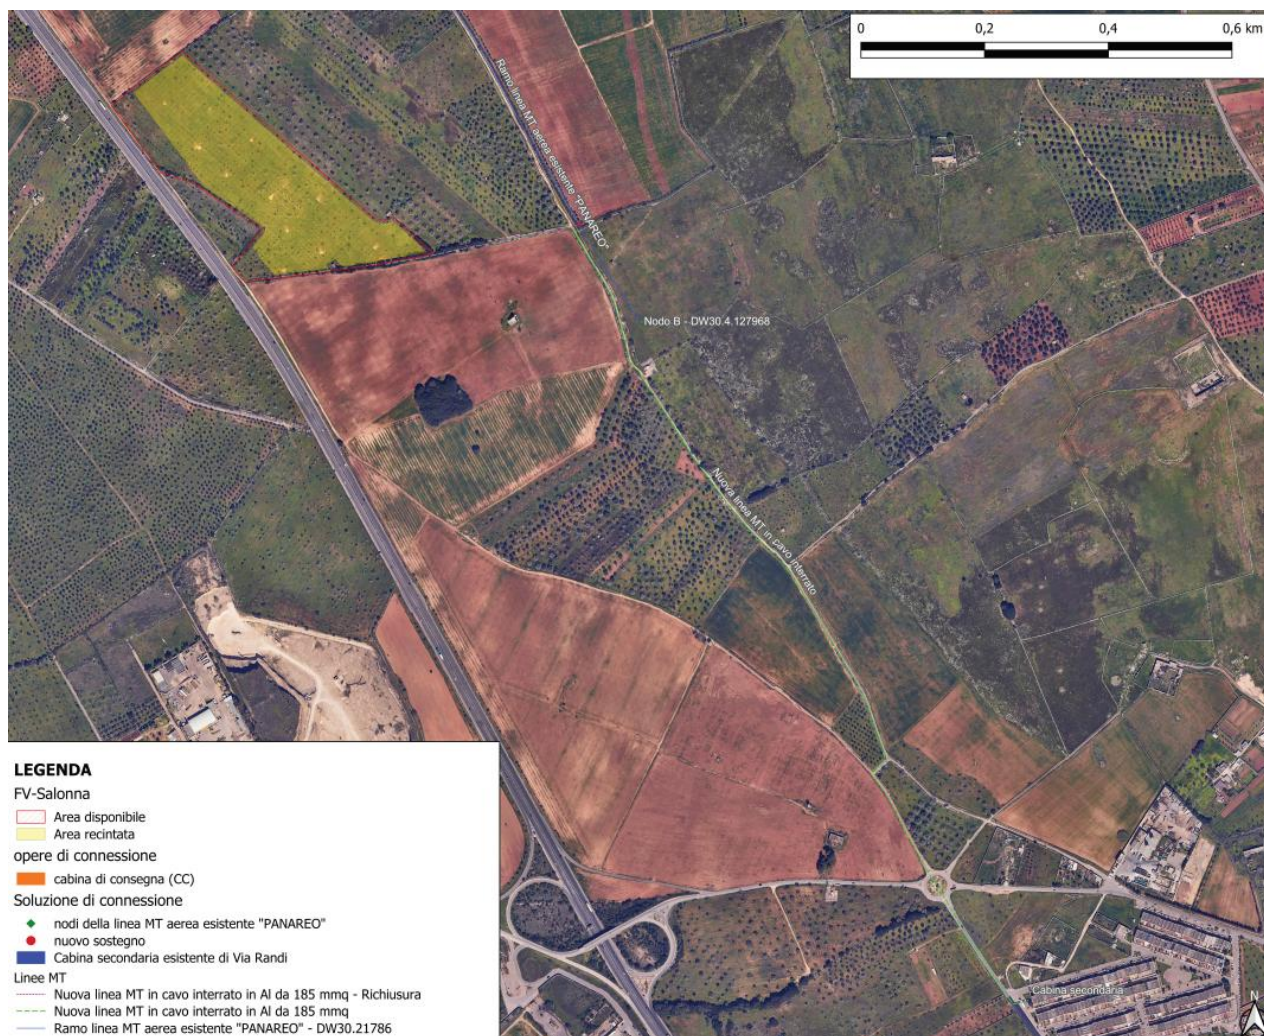 0 0,2 0,4 0,6 km
Ramo linea MT aerea esistente "PANAREO"
Nodo B - DW30.4.127968
Nuova linea MT in cavo interrato
Cabina secondaria
N
LEGENDA
FV-Salonna
Area disponibile
Area recintata
opere di connessione
cabina di consegna (CC)
Soluzione di connessione
nodi della linea MT aerea esistente "PANAREO"
nuovo sostegno
Cabina secondaria esistente di Via Randi
Linee MT
Nuova linea MT in cavo interrato in Al da 185 mmq - Richiusura
Nuova linea MT in cavo interrato in Al da 185 mmq
Ramo linea MT aerea esistente "PANAREO" - DW30.21786